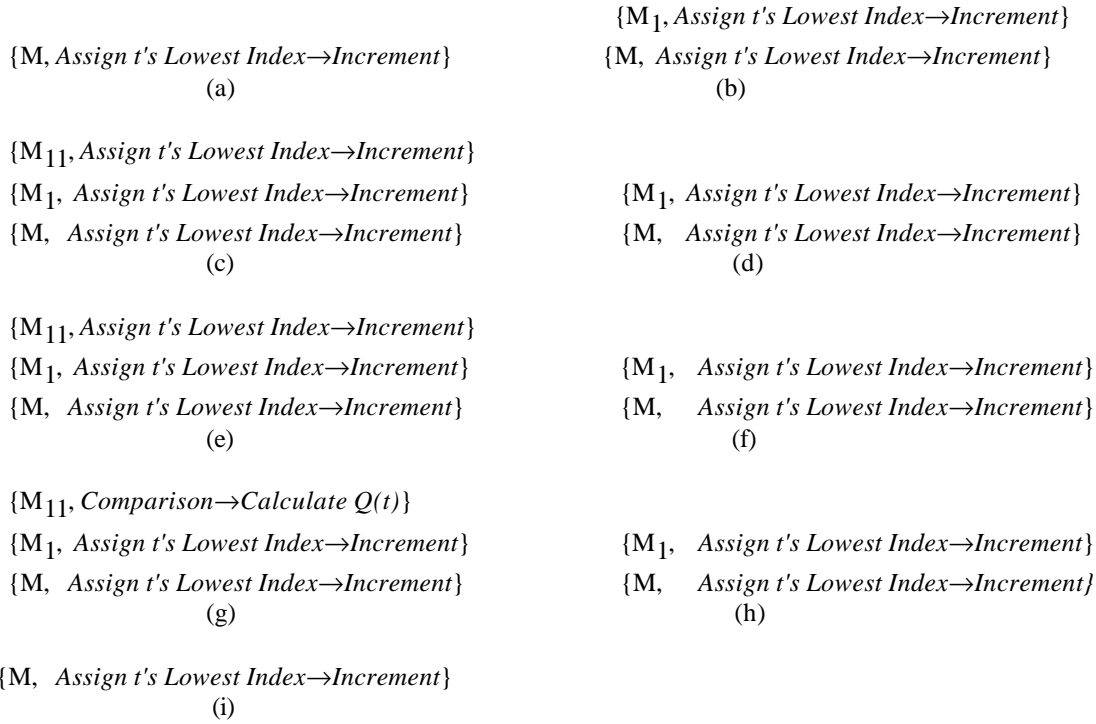 {M, Assign t's Lowest Index→Increment}
(a)
{M1, Assign t's Lowest Index→Increment}
{M, Assign t's Lowest Index→Increment}
(b)
{M11, Assign t's Lowest Index→Increment}
{M1, Assign t's Lowest Index→Increment}
{M, Assign t's Lowest Index→Increment}
(c)
{M1, Assign t's Lowest Index→Increment}
{M, Assign t's Lowest Index→Increment}
(d)
{M11, Assign t's Lowest Index→Increment}
{M1, Assign t's Lowest Index→Increment}
{M, Assign t's Lowest Index→Increment}
(e)
{M1, Assign t's Lowest Index→Increment}
{M, Assign t's Lowest Index→Increment}
(f)
{M11, Comparison→Calculate Q(t)}
{M1, Assign t's Lowest Index→Increment}
{M, Assign t's Lowest Index→Increment}
(g)
{M1, Assign t's Lowest Index→Increment}
{M, Assign t's Lowest Index→Increment}
(h)
{M, Assign t's Lowest Index→Increment}
(i)